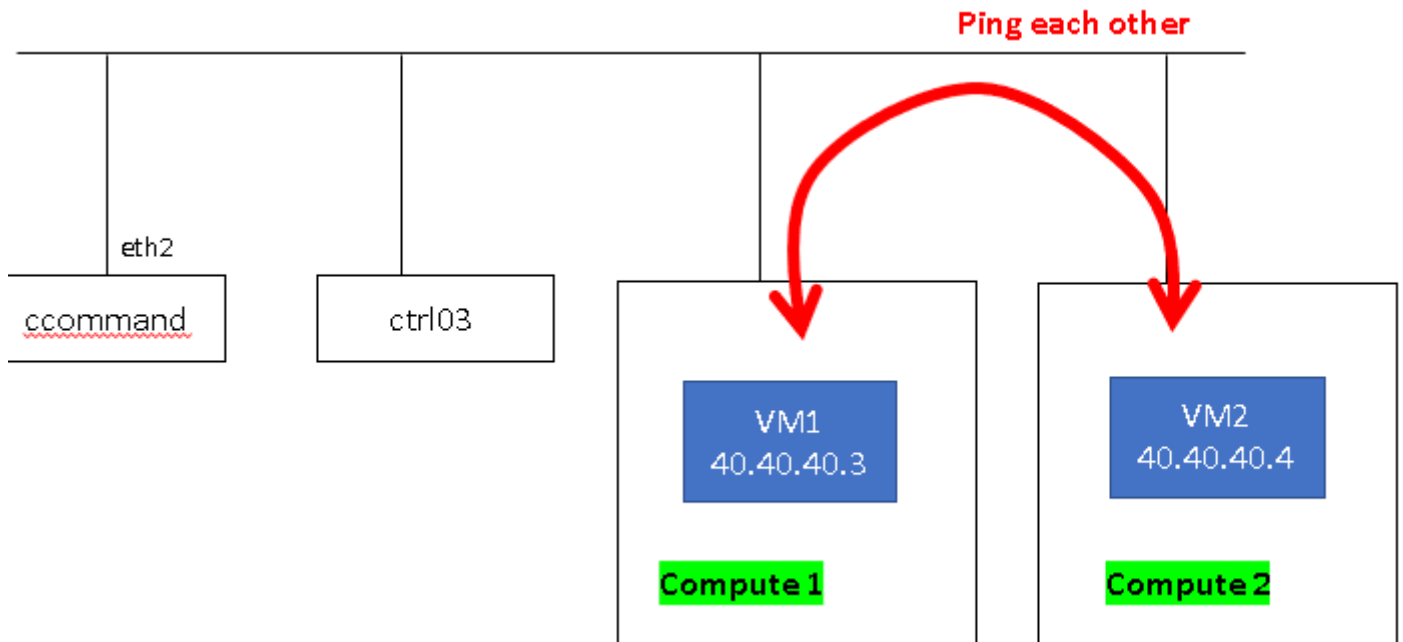 Ping each other
eth2
ccommand
ctrl03
VM1
40.40.40.3
VM2
40.40.40.4
Compute 1
Compute 2